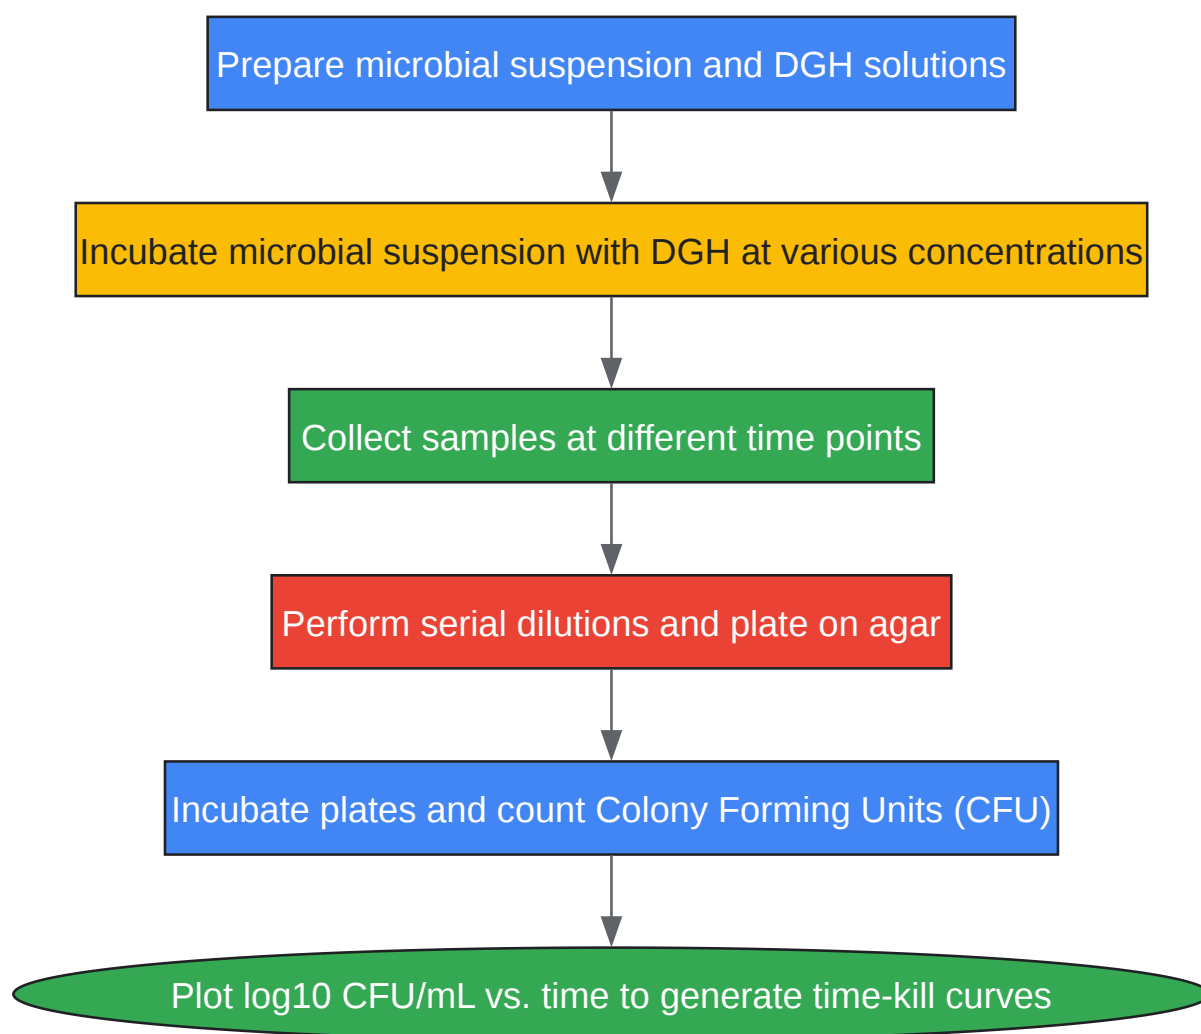 Prepare microbial suspension and DGH solutions
Incubate microbial suspension with DGH at various concentrations
Collect samples at different time points
Perform serial dilutions and plate on agar
Incubate plates and count Colony Forming Units (CFU)
Plot log10 CFU/mL vs. time to generate time-kill curves